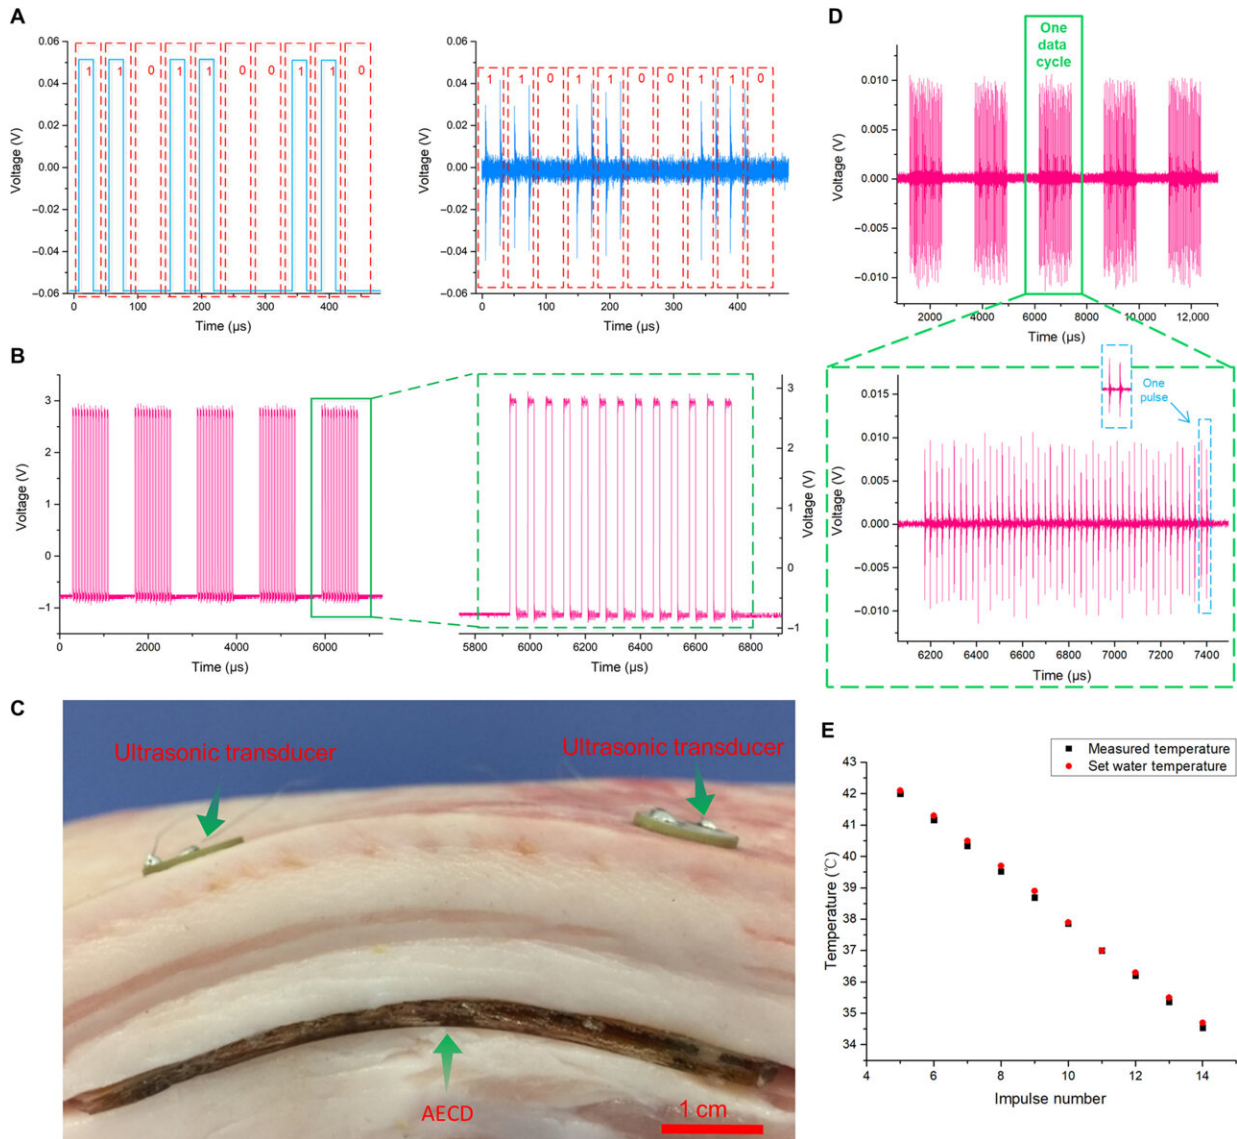 A
0.06
0.04
0.02
0.00
–0.02
–0.04
–0.06
Voltage (V)
1 1 0 1 1 0 0 1 1 0
0 100 200 300 400
Time (µs)
0.06
0.04
0.02
0.00
–0.02
–0.04
–0.06
Voltage (V)
1 1 0 1 1 0 0 1 1 0
0 100 200 300 400
Time (µs)
B
3
2
1
0
–1
Voltage (V)
0 2000 4000 6000
Time (µs)
3
2
1
0
–1
Voltage (V)
5800 6000 6200 6400 6600 6800
Time (µs)
C
Ultrasonic transducer
Ultrasonic transducer
AECD
1 cm
D
One
data
cycle
0.010
0.005
0.000
–0.005
–0.010
Voltage (V)
2000 4000 6000 8000 10,000 12,000
Time (µs)
One
pulse
0.015
0.010
0.005
0.000
–0.005
–0.010
Voltage (V)
6200 6400 6600 6800 7000 7200 7400
Time (µs)
E
Measured temperature
Set water temperature
43
42
41
40
39
38
37
36
35
34
Temperature (℃)
4 6 8 10 12 14
Impulse number